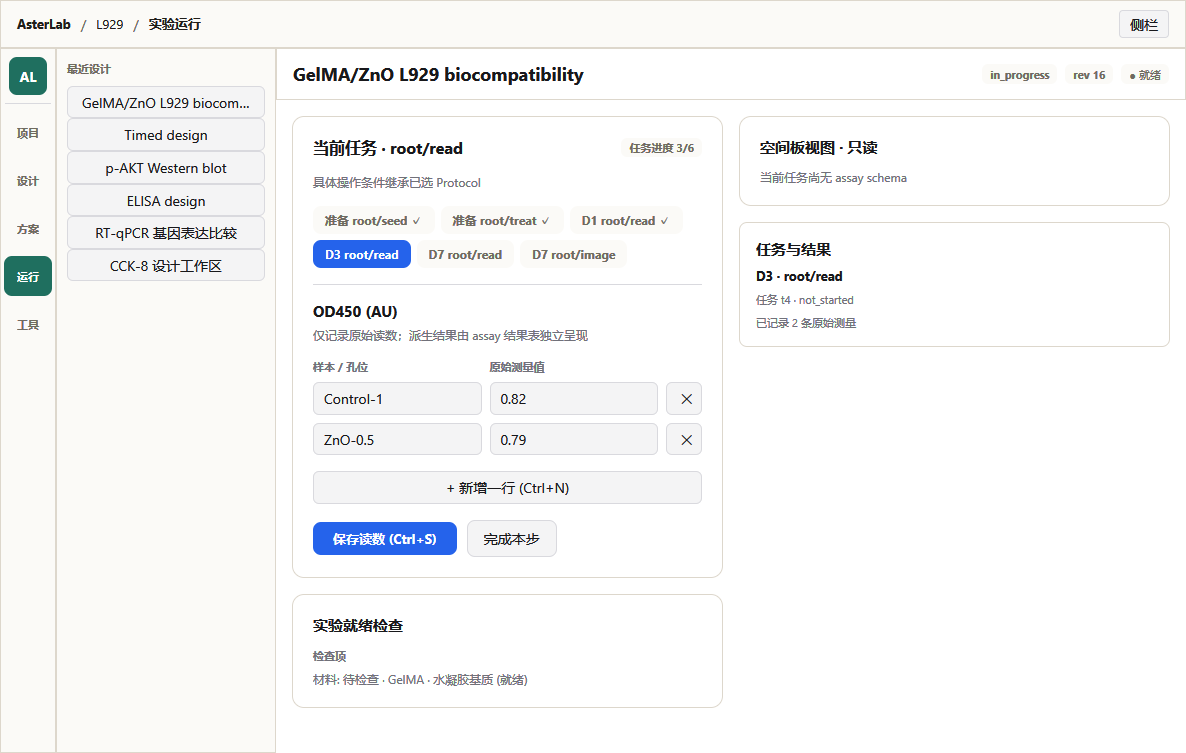 AsterLab / L929 / 实验运行
侧栏
AL
项目
设计
方案
运行
工具
最近设计
GelMA/ZnO L929 biocom...
Timed design
p-AKT Western blot
ELISA design
RT-qPCR 基因表达比较
CCK-8 设计工作区
GelMA/ZnO L929 biocompatibility
in_progress
rev 16
● 就绪
当前任务 · root/read
任务进度 3/6
具体操作条件继承已选 Protocol
准备 root/seed ✓
准备 root/treat ✓
D1 root/read ✓
D3 root/read
D7 root/read
D7 root/image
OD450 (AU)
仅记录原始读数；派生结果由 assay 结果表独立呈现
样本 / 孔位
原始测量值
Control-1
0.82
×
ZnO-0.5
0.79
×
+ 新增一行 (Ctrl+N)
保存读数 (Ctrl+S)
完成本步
实验就绪检查
检查项
材料: 待检查 · GelMA · 水凝胶基质 (就绪)
空间板视图 · 只读
当前任务尚无 assay schema
任务与结果
D3 · root/read
任务 t4 · not_started
已记录 2 条原始测量